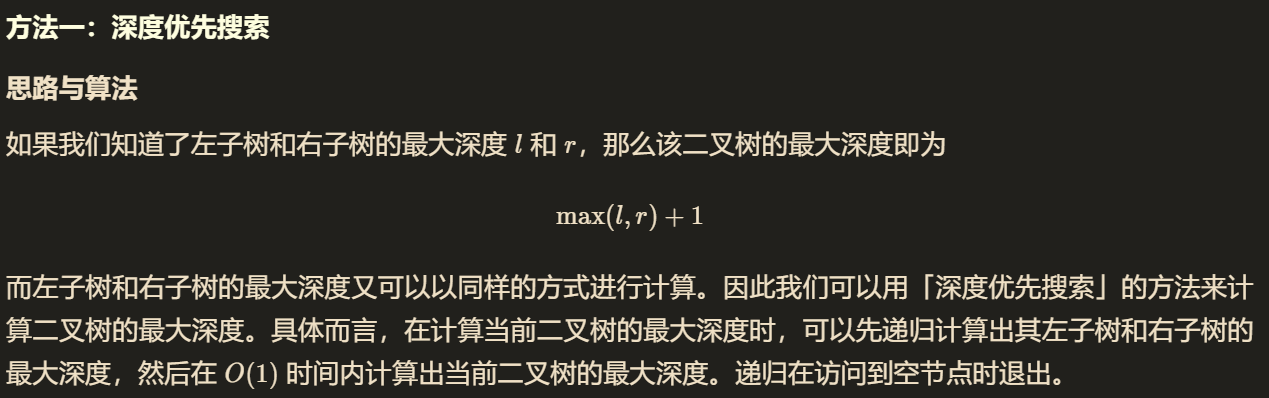 方法一：深度优先搜索
思路与算法
如果我们知道了左子树和右子树的最大深度 l 和 r，那么该二叉树的最大深度即为
max(l, r) + 1
而左子树和右子树的最大深度又可以以同样的方式进行计算。因此我们可以用「深度优先搜索」的方法来计
算二叉树的最大深度。具体而言，在计算当前二叉树的最大深度时，可以先递归计算出其左子树和右子树的
最大深度，然后在 O(1) 时间内计算出当前二叉树的最大深度。递归在访问到空节点时退出。